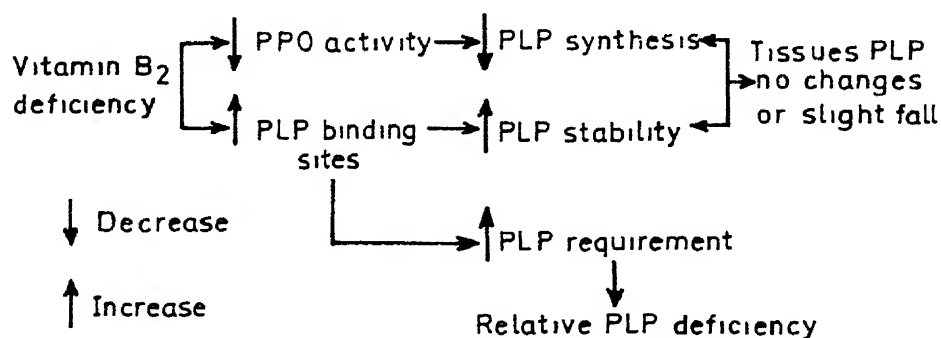 Vitamin B2
deficiency
PPO activity
PLP synthesis
Tissues PLP
no changes
or slight fall
PLP binding
sites
PLP stability
Decrease
PLP requirement
Increase
Relative PLP deficiency